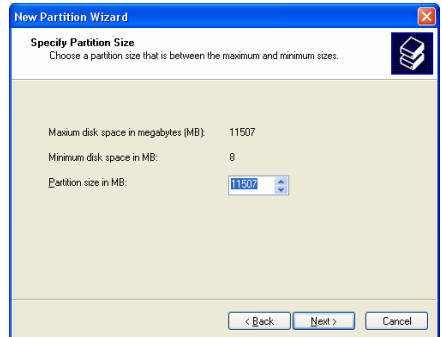 New Partition Wizard
Specify Partition Size
Choose a partition size that is between the maximum and minimum sizes.
Maxium disk space in megabytes (MB): 11507
Minimum disk space in MB: 8
Partition size in MB: 11507
< Back Next > Cancel